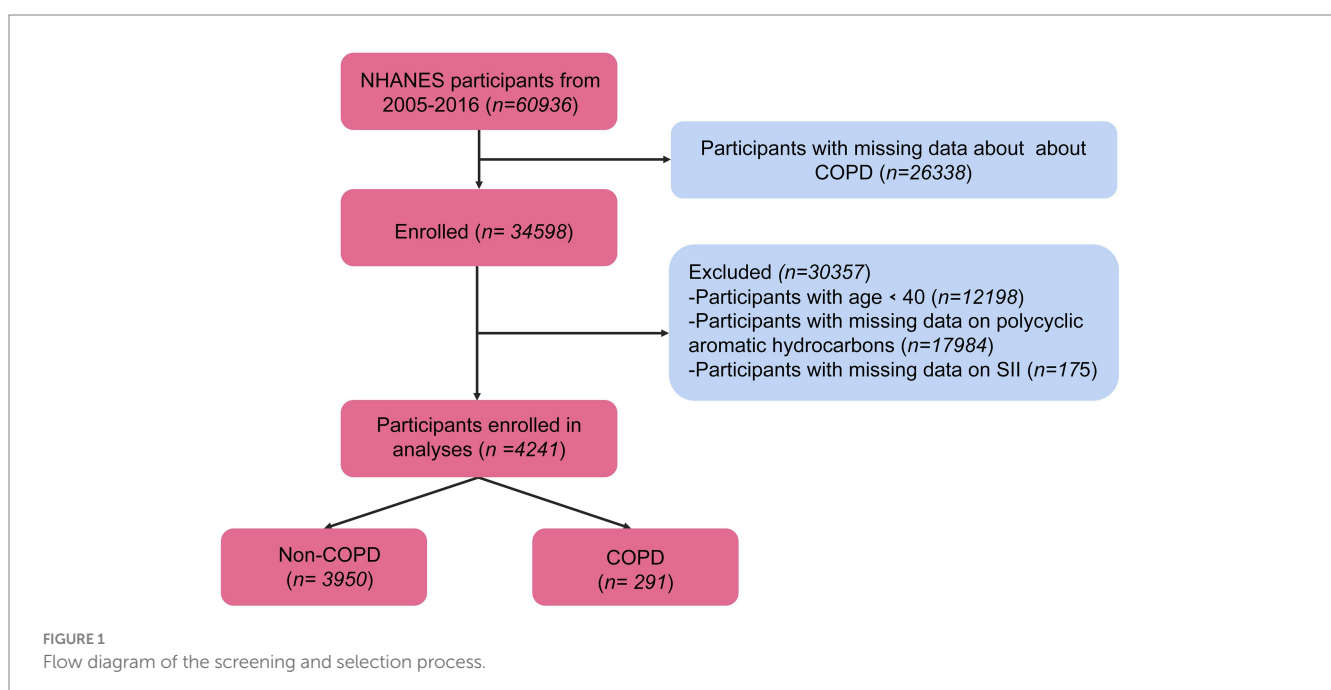 NHANES participants from
2005-2016 (n=60936)
Participants with missing data about about
COPD (n=26338)
Enrolled (n= 34598)
Excluded (n=30357)
-Participants with age < 40 (n=12198)
-Participants with missing data on polycyclic
aromatic hydrocarbons (n=17984)
-Participants with missing data on SII (n=175)
Participants enrolled in
analyses (n =4241)
Non-COPD
(n= 3950)
COPD
(n= 291)
FIGURE 1
Flow diagram of the screening and selection process.